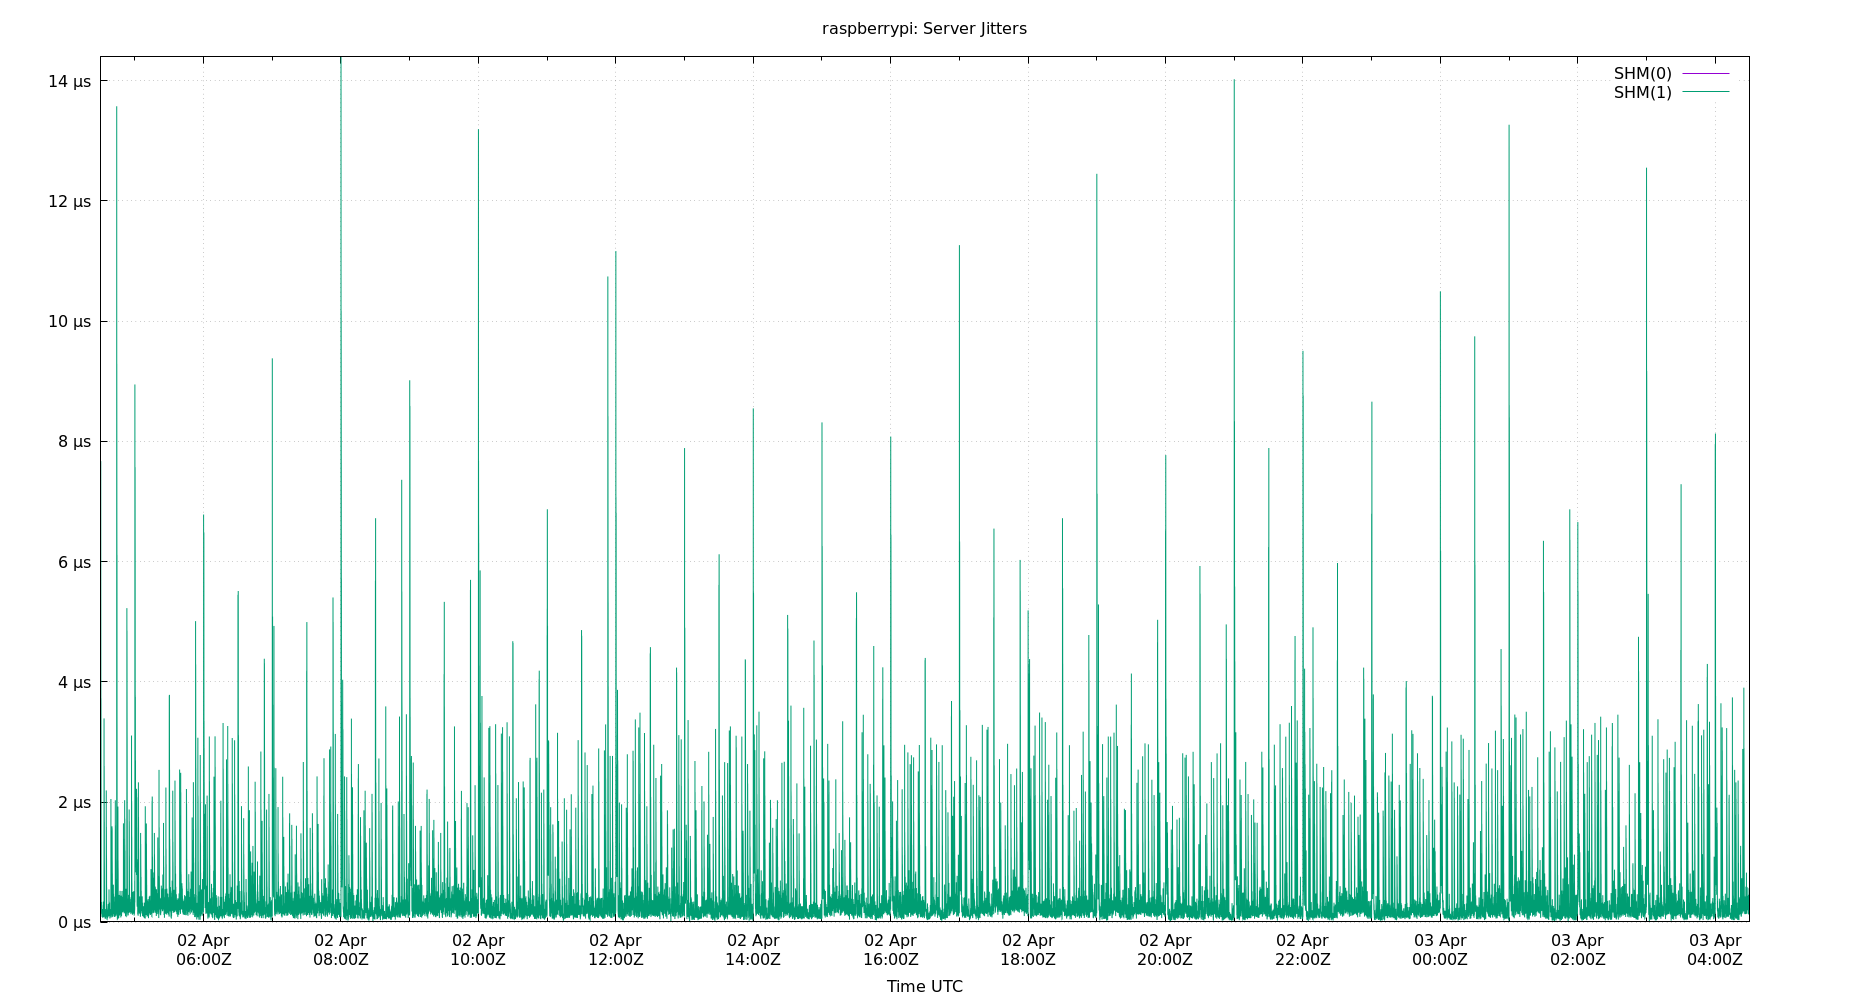 raspberrypi: Server Jitters
SHM(0)
SHM(1)
14 µs
12 µs
10 µs
8 µs
6 µs
4 µs
2 µs
0 µs
02 Apr 02 Apr 02 Apr 02 Apr 02 Apr 02 Apr 02 Apr 02 Apr 02 Apr 03 Apr 03 Apr 03 Apr
06:00Z 08:00Z 10:00Z 12:00Z 14:00Z 16:00Z 18:00Z 20:00Z 22:00Z 00:00Z 02:00Z 04:00Z
Time UTC